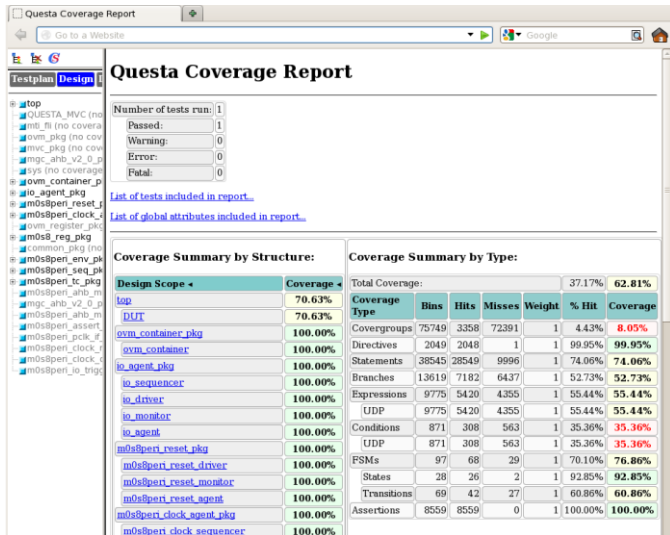 Questa Coverage Report
Go to a Website
Google
Testplan Design
Questa Coverage Report
Number of tests run: 1
Passed: 1
Warning: 0
Error: 0
Fatal: 0
List of tests included in report...
List of global attributes included in report...
top
QUESTA_MVC (no
mti_fli (no covera
ovm_pkg (no cov
mvc_pkg (no cov
mgc_ahb_v2_0_p
sys (no coverage
ovm_container_p
io_agent_pkg
m0s8peri_reset_p
m0s8peri_clock_a
ovm_register_pkg
m0s8_reg_pkg
common_pkg (no
m0s8peri_env_pk
m0s8peri_seq_pk
m0s8peri_tc_pkg
m0s8peri_ahb_m
mgc_ahb_v2_0_p
m0s8peri_ahb_m
m0s8peri_assert_
m0s8peri_pclk_if_
m0s8peri_clock_r
m0s8peri_clock_c
m0s8peri_io_trigg
Coverage Summary by Structure:
Design Scope Coverage
top 70.63%
DUT 70.63%
ovm_container_pkg 100.00%
ovm_container 100.00%
io_agent_pkg 100.00%
io_sequencer 100.00%
io_driver 100.00%
io_monitor 100.00%
io_agent 100.00%
m0s8peri_reset_pkg 100.00%
m0s8peri_reset_driver 100.00%
m0s8peri_reset_monitor 100.00%
m0s8peri_reset_agent 100.00%
m0s8peri_clock_agent_pkg 100.00%
m0s8peri_clock_sequencer 100.00%
Coverage Summary by Type:
Total Coverage: 37.17% 62.81%
Coverage Type Bins Hits Misses Weight % Hit Coverage
Covergroups 75749 3358 72391 1 4.43% 8.05%
Directives 2049 2048 1 1 99.95% 99.95%
Statements 38545 28549 9996 1 74.06% 74.06%
Branches 13619 7182 6437 1 52.73% 52.73%
Expressions 9775 5420 4355 1 55.44% 55.44%
UDP 9775 5420 4355 1 55.44% 55.44%
Conditions 871 308 563 1 35.36% 35.36%
UDP 871 308 563 1 35.36% 35.36%
FSMs 97 68 29 1 70.10% 76.86%
States 28 26 2 1 92.85% 92.85%
Transitions 69 42 27 1 60.86% 60.86%
Assertions 8559 8559 0 1 100.00% 100.00%